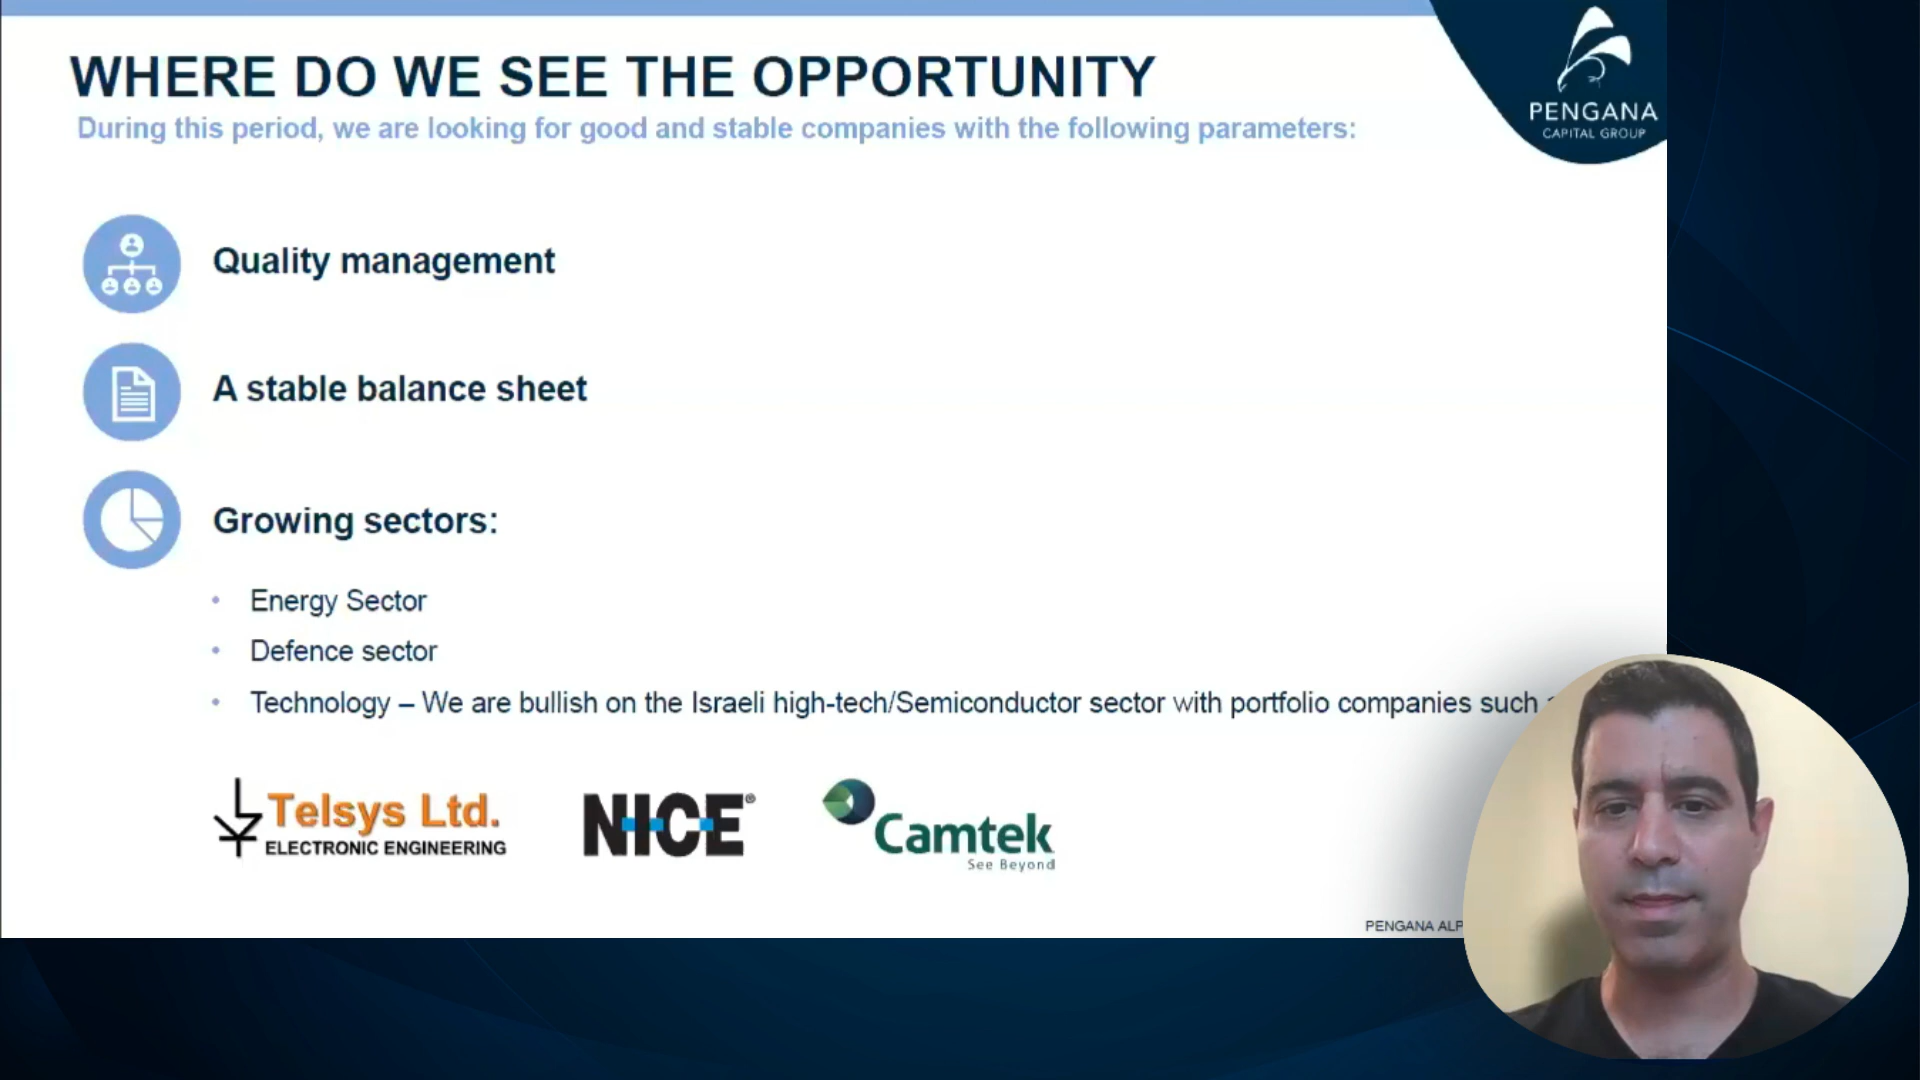 WHERE DO WE SEE THE OPPORTUNITY
During this period, we are looking for good and stable companies with the following parameters:
PENGANA
CAPITAL GROUP
Quality management
A stable balance sheet
Growing sectors:
• Energy Sector
• Defence sector
• Technology – We are bullish on the Israeli high-tech/Semiconductor sector with portfolio companies such
Telsys Ltd.
ELECTRONIC ENGINEERING
NICE®
Camtek
See Beyond
PENGANA